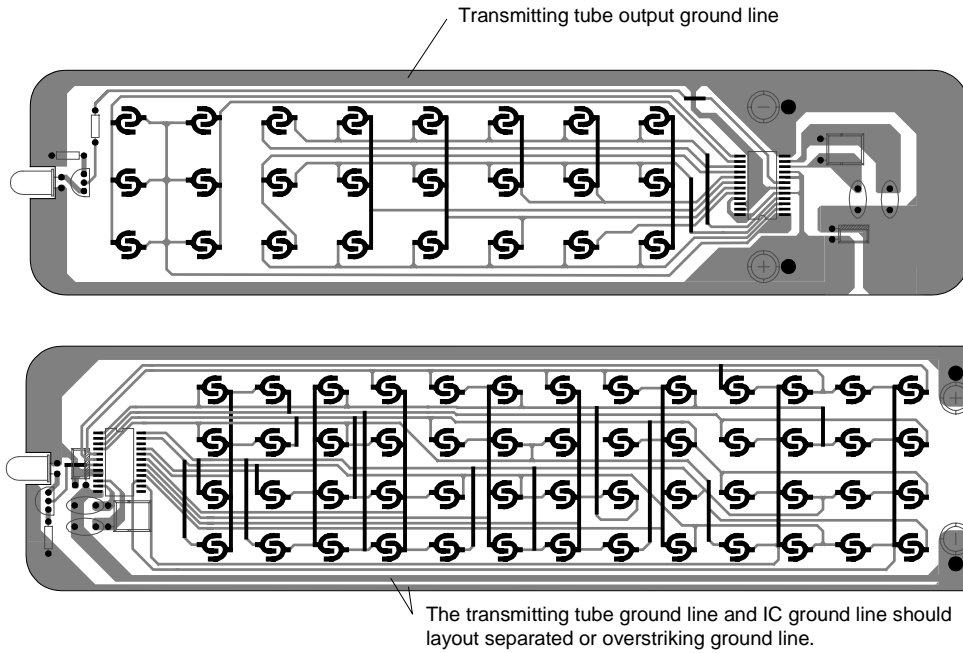 Transmitting tube output ground line
The transmitting tube ground line and IC ground line should
layout separated or overstriking ground line.